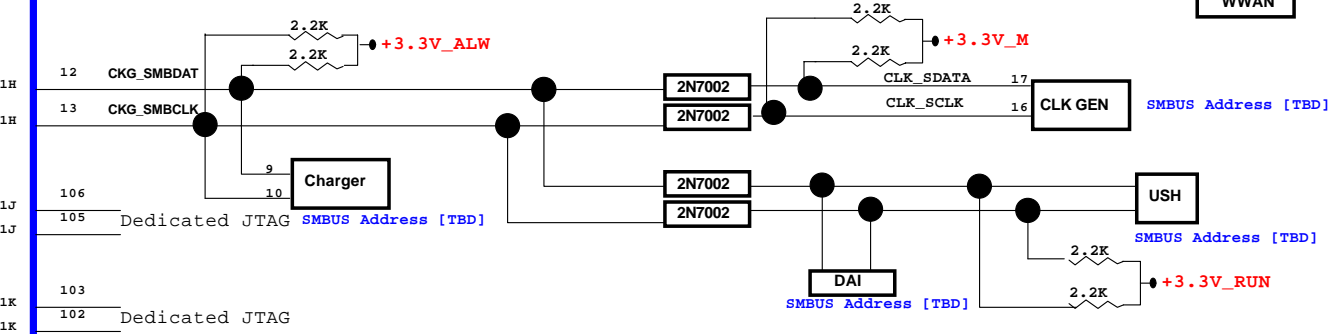 WWAN
2.2K
+3.3V_ALW
2.2K
2.2K
+3.3V_M
2.2K
1H
12
CKG_SMBDAT
2N7002
CLK_SDATA
17
1H
13
CKG_SMBCLK
2N7002
CLK_SCLK
16
CLK GEN
SMBUS Address [TBD]
9
10
Charger
SMBUS Address [TBD]
2N7002
2N7002
USH
SMBUS Address [TBD]
1J
106
1J
105
Dedicated JTAG
DAI
SMBUS Address [TBD]
2.2K
2.2K
+3.3V_RUN
1K
103
1K
102
Dedicated JTAG